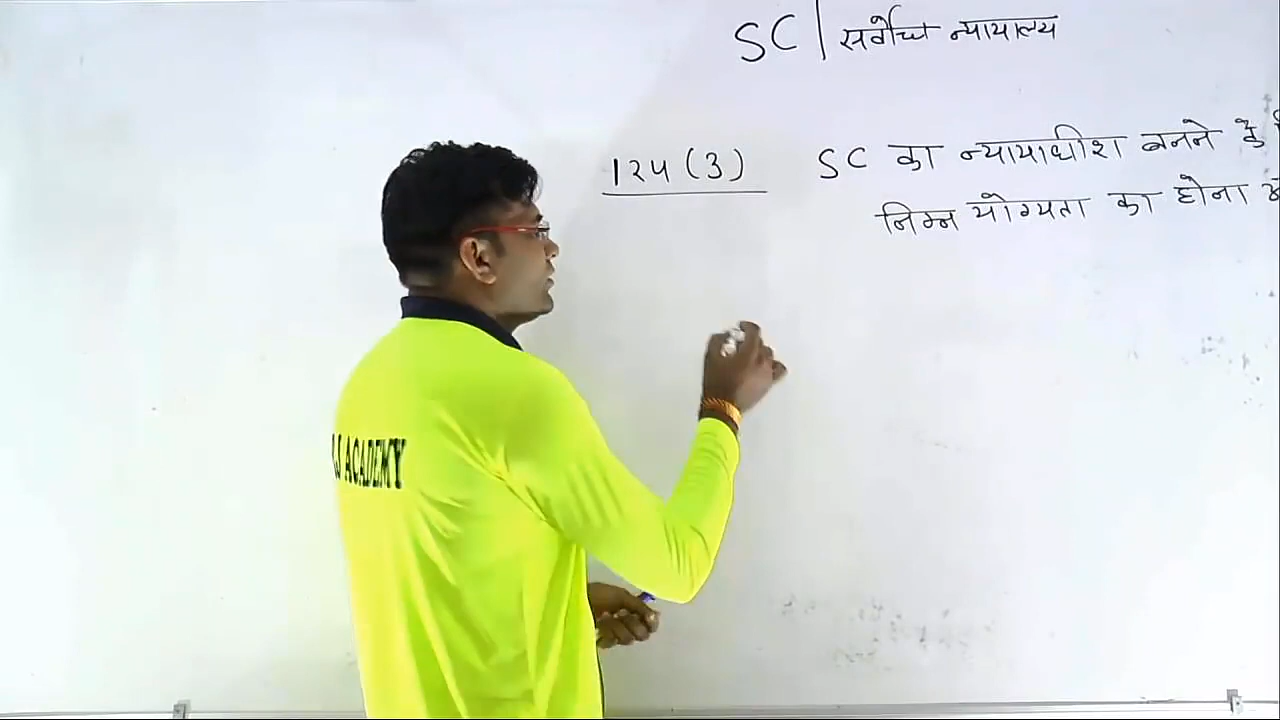 SC | सर्वोच्च न्यायालय
124 (3) SC का न्यायाधीश बनने के
निम्न योग्यता का होना
J ACADEMY